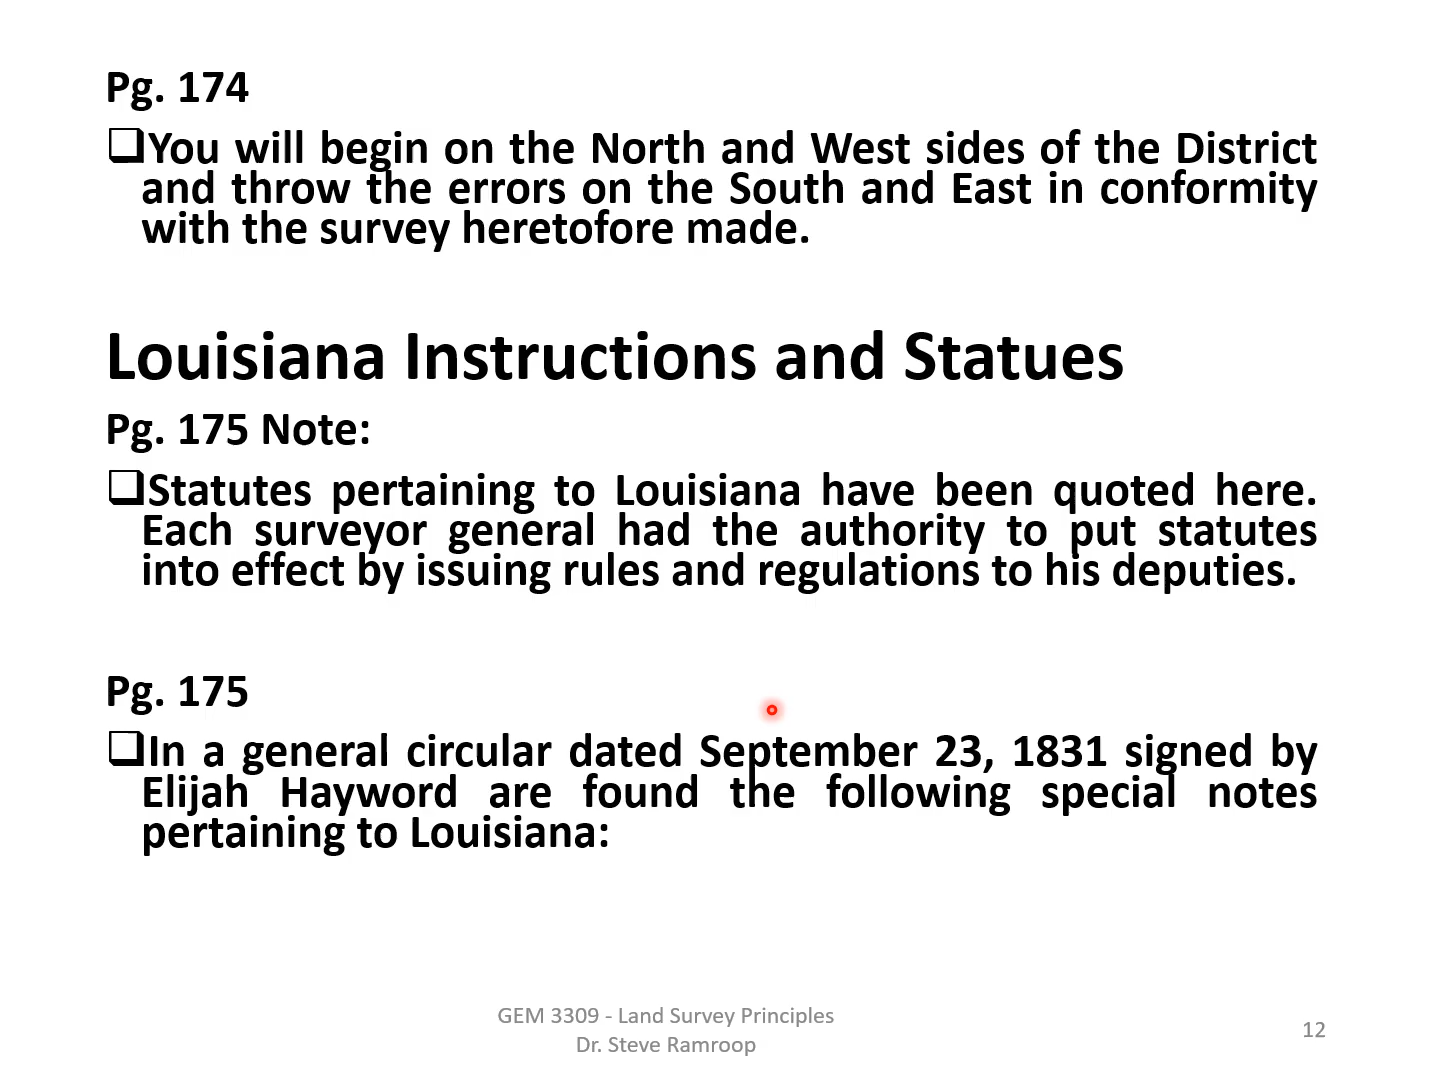 Pg. 174
❑You will begin on the North and West sides of the District
and throw the errors on the South and East in conformity
with the survey heretofore made.
Louisiana Instructions and Statues
Pg. 175 Note:
❑Statutes pertaining to Louisiana have been quoted here.
Each surveyor general had the authority to put statutes
into effect by issuing rules and regulations to his deputies.
Pg. 175
❑In a general circular dated September 23, 1831 signed by
Elijah Hayword are found the following special notes
pertaining to Louisiana:
GEM 3309 - Land Survey Principles
Dr. Steve Ramroop
12